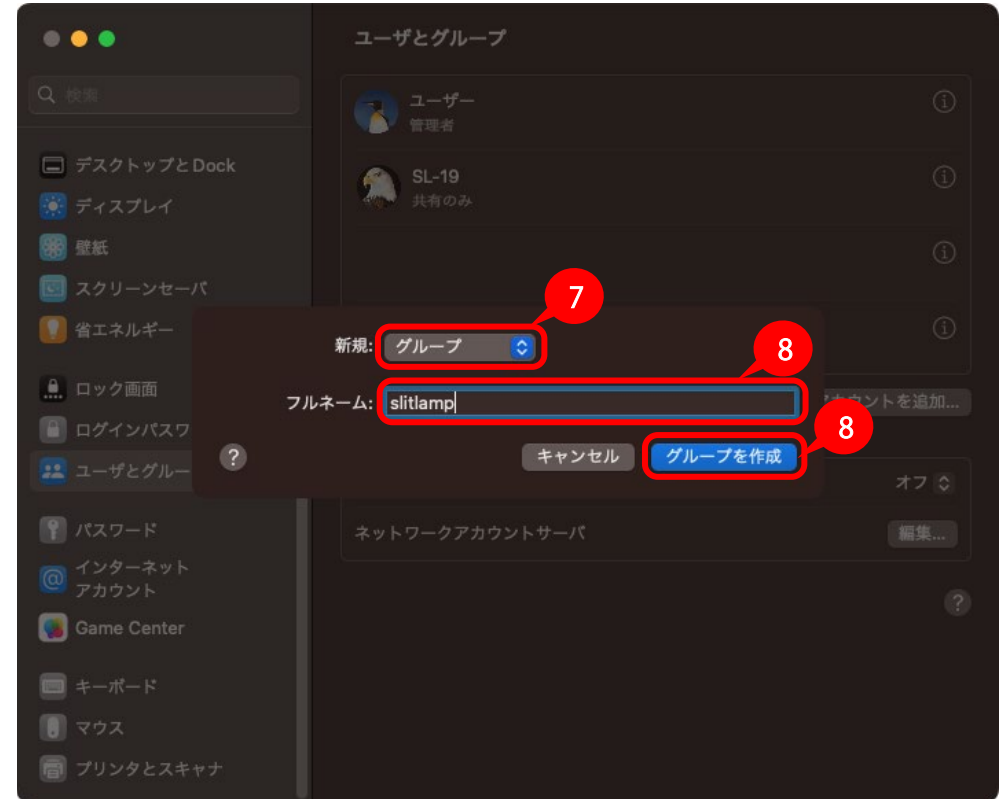 ユーザとグループ
検索
ユーザー
管理者
SL-19
共有のみ
デスクトップとDock
ディスプレイ
壁紙
スクリーンセーバ
省エネルギー
ロック画面
ログインパスワ
ユーザとグルー
パスワード
インターネット
アカウント
Game Center
キーボード
マウス
プリンタとスキャナ
7
新規: グループ
8
フルネーム: slitlamp
カウントを追加...
8
? キャンセル グループを作成
オフ
ネットワークアカウントサーバ 編集...
?